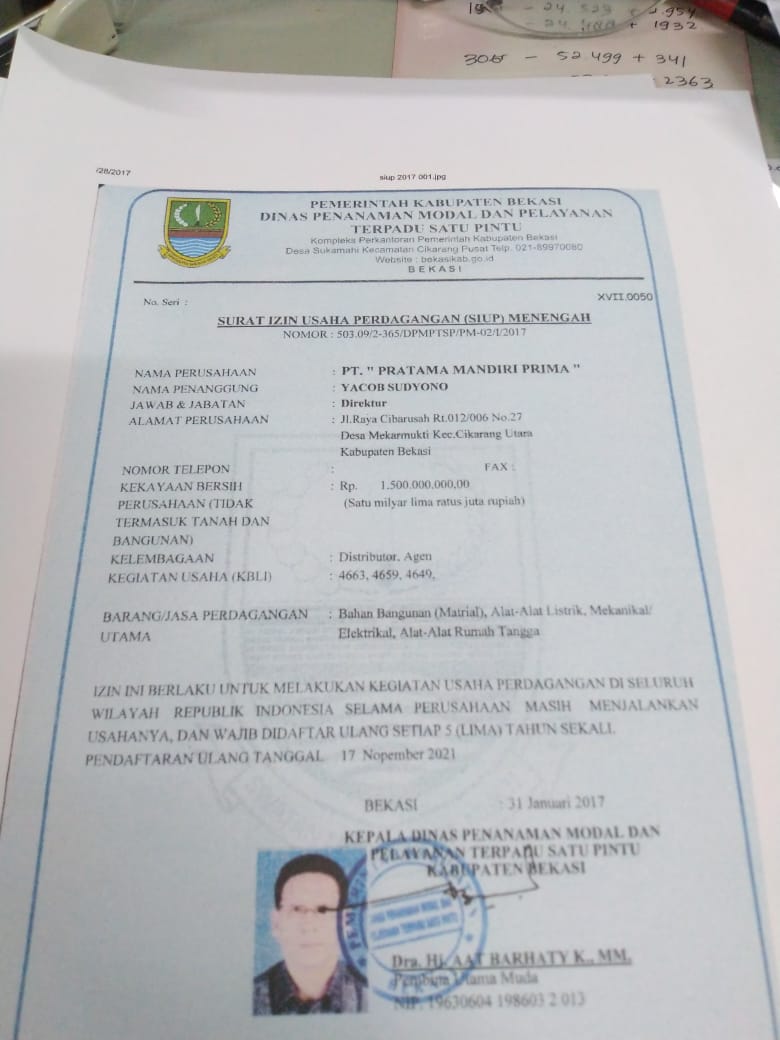 - 24.523 + 2.954
- 24.488 + 1932
305 - 52 499 + 341
2363
/28/2017
siup 2017 001.jpg
PEMERINTAH KABUPATEN BEKASI
DINAS PENANAMAN MODAL DAN PELAYANAN
TERPADU SATU PINTU
Kompleks Perkantoran Pemerintah Kabupaten Bekasi
Desa Sukamahi Kecamatan Cikarang Pusat Telp. 021-89970080
Website : bekasikab.go.id
BEKASI
No. Seri :
XVII.0050
SURAT IZIN USAHA PERDAGANGAN (SIUP) MENENGAH
NOMOR : 503.09/2-365/DPMPTSP/PM-02/I/2017
NAMA PERUSAHAAN : PT. " PRATAMA MANDIRI PRIMA "
NAMA PENANGGUNG : YACOB SUDYONO
JAWAB & JABATAN : Direktur
ALAMAT PERUSAHAAN : Jl.Raya Cibarusah Rt.012/006 No.27
Desa Mekarmukti Kec.Cikarang Utara
Kabupaten Bekasi
NOMOR TELEPON : FAX :
KEKAYAAN BERSIH : Rp. 1.500.000.000,00
PERUSAHAAN (TIDAK (Satu milyar lima ratus juta rupiah)
TERMASUK TANAH DAN
BANGUNAN)
KELEMBAGAAN : Distributor, Agen
KEGIATAN USAHA (KBLI) : 4663, 4659, 4649,
BARANG/JASA PERDAGANGAN : Bahan Bangunan (Matrial), Alat-Alat Listrik, Mekanikal/
UTAMA Elektrikal, Alat-Alat Rumah Tangga
IZIN INI BERLAKU UNTUK MELAKUKAN KEGIATAN USAHA PERDAGANGAN DI SELURUH
WILAYAH REPUBLIK INDONESIA SELAMA PERUSAHAAN MASIH MENJALANKAN
USAHANYA, DAN WAJIB DIDAFTAR ULANG SETIAP 5 (LIMA) TAHUN SEKALI.
PENDAFTARAN ULANG TANGGAL 17 Nopember 2021
BEKASI : 31 Januari 2017
KEPALA DINAS PENANAMAN MODAL DAN
PELAYANAN TERPADU SATU PINTU
KABUPATEN BEKASI
Dra. Hj. AAT BARHATY K., MM.
Pembina Utama Muda
NIP. 19630604 198603 2 013